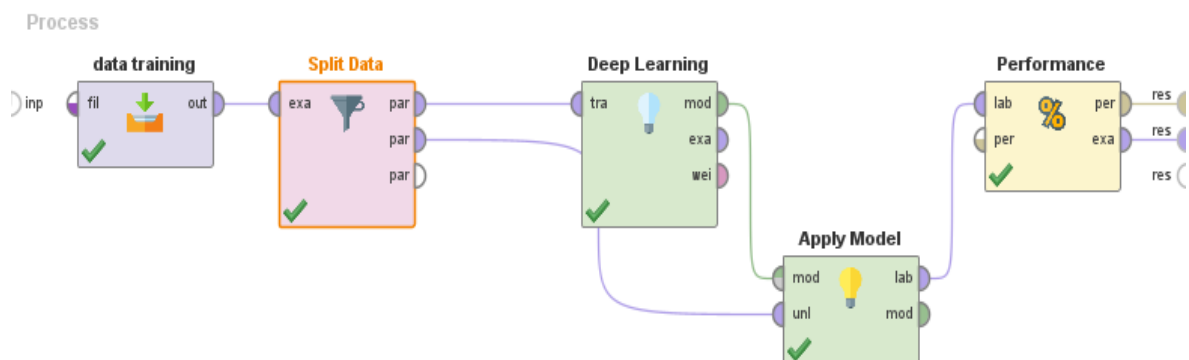 Process
data training
Split Data
Deep Learning
Performance
inp
fil
out
exa
par
par
par
tra
mod
exa
wei
lab
per
per
exa
res
res
res
Apply Model
mod
lab
unl
mod